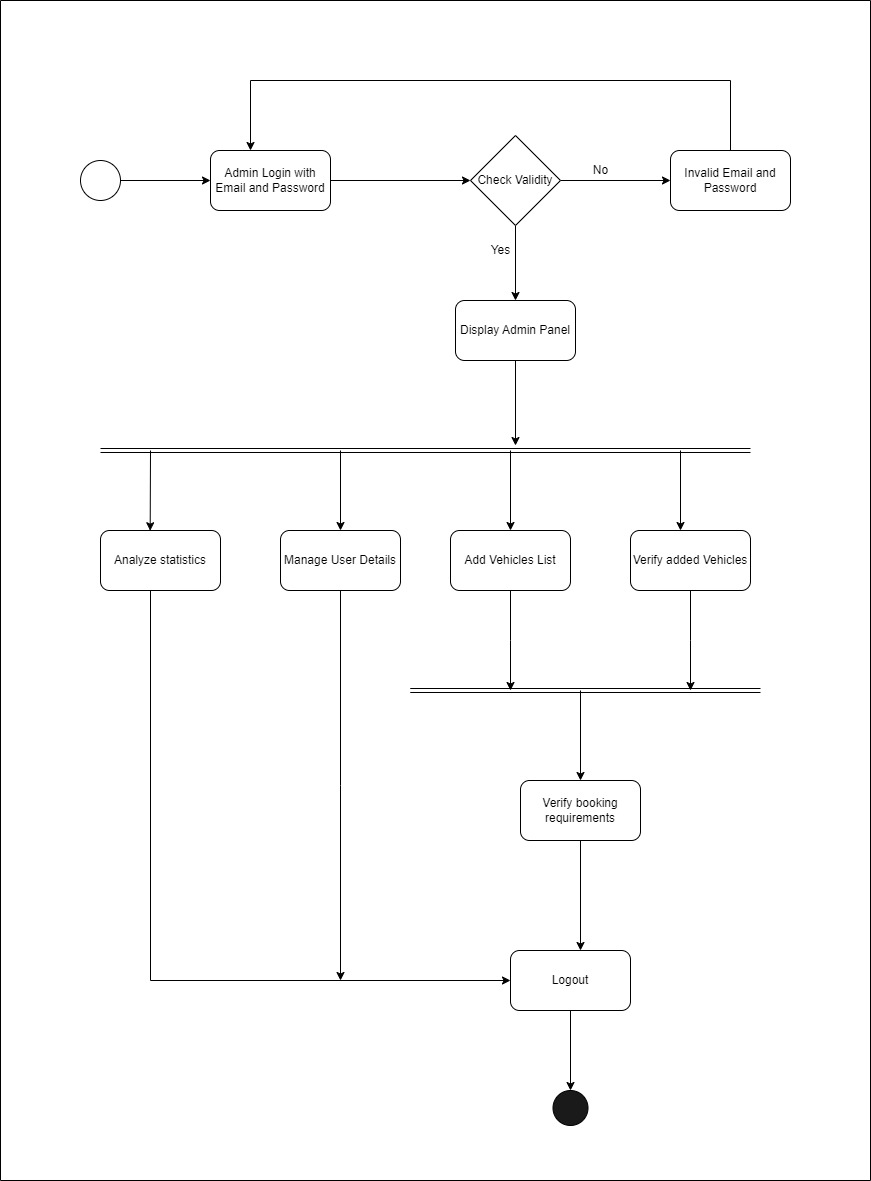 Admin Login with
Email and Password
Check Validity
No
Invalid Email and
Password
Yes
Display Admin Panel
Analyze statistics
Manage User Details
Add Vehicles List
Verify added Vehicles
Verify booking
requirements
Logout